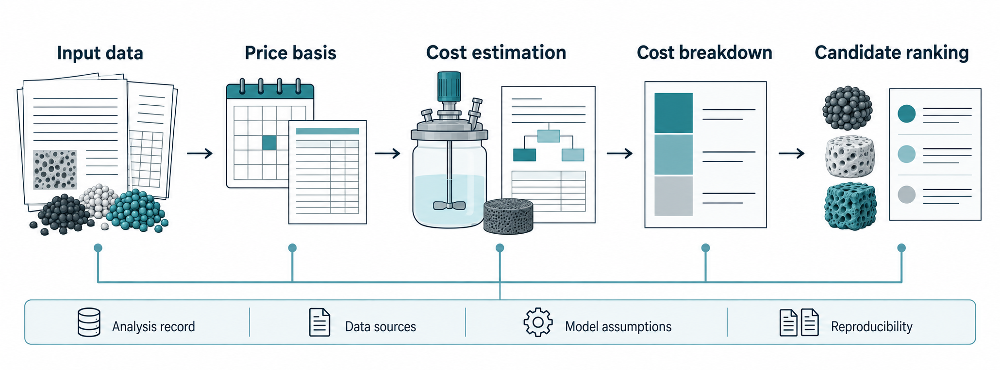 Input data
Price basis
Cost estimation
Cost breakdown
Candidate ranking
Analysis record
Data sources
Model assumptions
Reproducibility